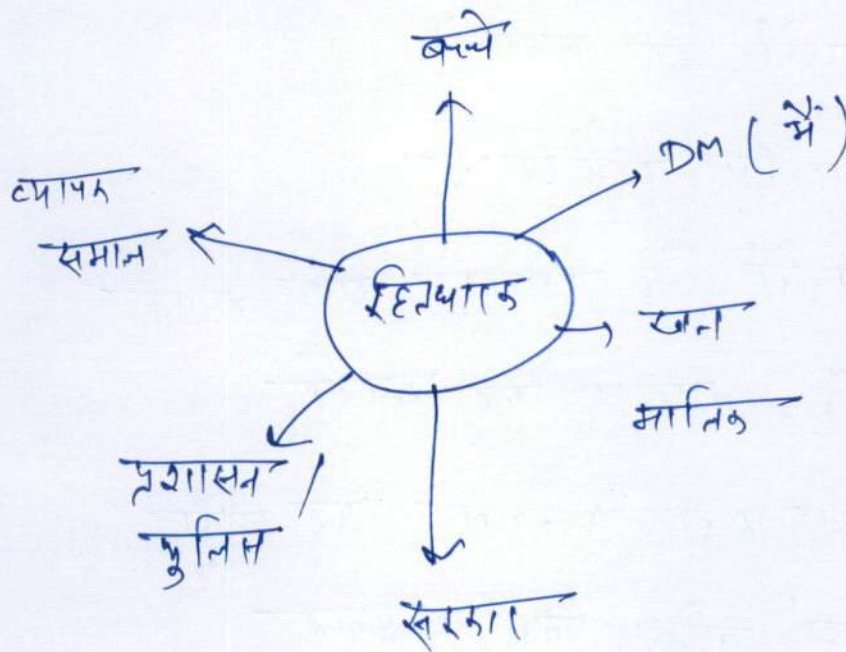 बच्चे
DM (मैं)
व्यापक
समाज
हितधारक
खान
मालिक
प्रशासन /
पुलिस
सरकार